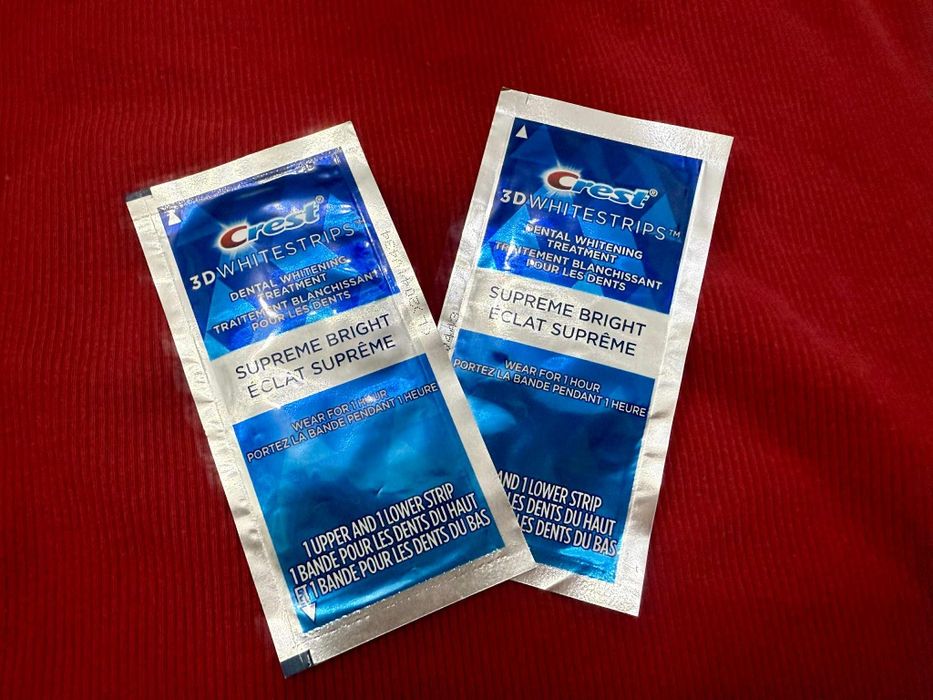 Crest®
3DWHITESTRIPS™
DENTAL WHITENING
TREATMENT
TRAITEMENT BLANCHISSANT
POUR LES DENTS
SUPREME BRIGHT
ÉCLAT SUPRÊME
WEAR FOR 1 HOUR
PORTEZ LA BANDE PENDANT 1 HEURE
1 UPPER AND 1 LOWER STRIP
1 BANDE POUR LES DENTS DU HAUT
ET 1 BANDE POUR LES DENTS DU BAS
Crest®
3DWHITESTRIPS™
DENTAL WHITENING
TREATMENT
TRAITEMENT BLANCHISSANT
POUR LES DENTS
SUPREME BRIGHT
ÉCLAT SUPRÊME
WEAR FOR 1 HOUR
PORTEZ LA BANDE PENDANT 1 HEURE
AND 1 LOWER STRIP
LES DENTS DU HAUT
LES DENTS DU BAS